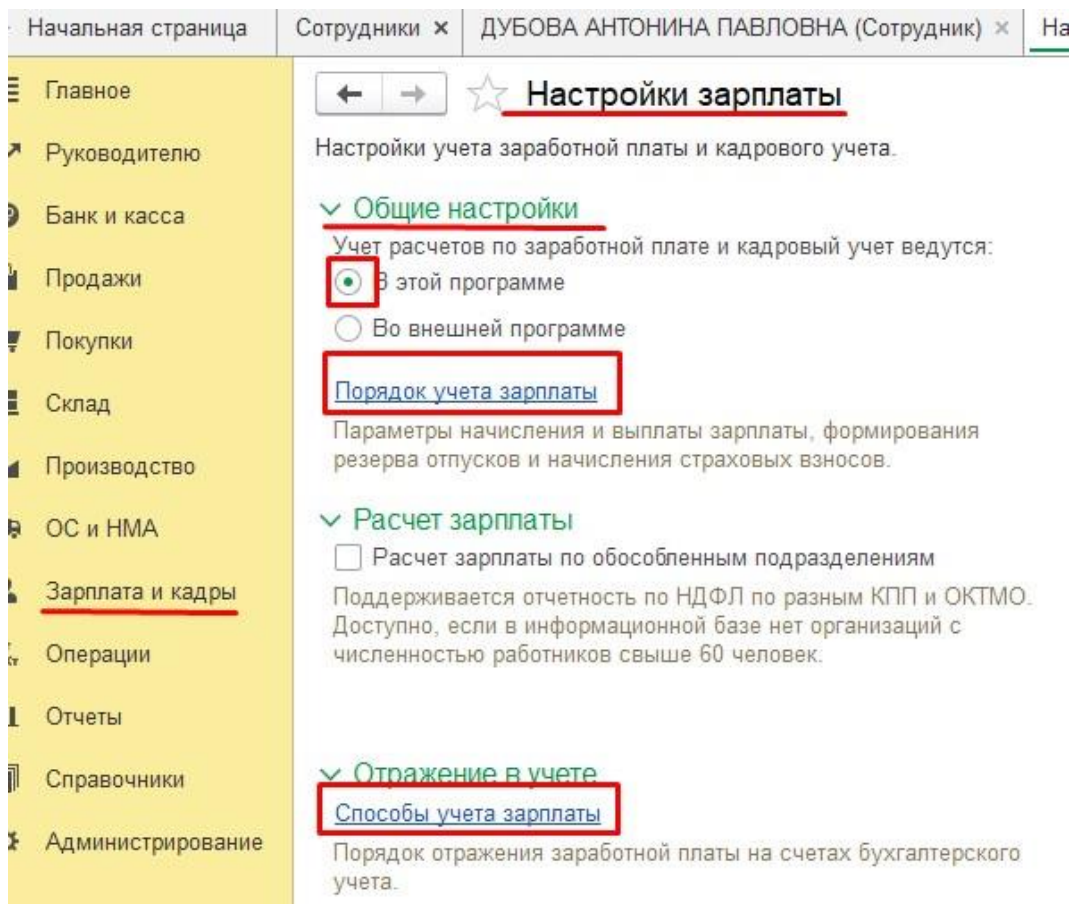 Начальная страница
Сотрудники ×
ДУБОВА АНТОНИНА ПАВЛОВНА (Сотрудник) ×
На
Главное
Руководителю
Банк и касса
Продажи
Покупки
Склад
Производство
ОС и НМА
Зарплата и кадры
Операции
Отчеты
Справочники
Администрирование
Настройки зарплаты
Настройки учета заработной платы и кадрового учета.
Общие настройки
Учет расчетов по заработной плате и кадровый учет ведутся:
В этой программе
Во внешней программе
Порядок учета зарплаты
Параметры начисления и выплаты зарплаты, формирования
резерва отпусков и начисления страховых взносов.
Расчет зарплаты
Расчет зарплаты по обособленным подразделениям
Поддерживается отчетность по НДФЛ по разным КПП и ОКТМО.
Доступно, если в информационной базе нет организаций с
численностью работников свыше 60 человек.
Отражение в учете
Способы учета зарплаты
Порядок отражения заработной платы на счетах бухгалтерского
учета.